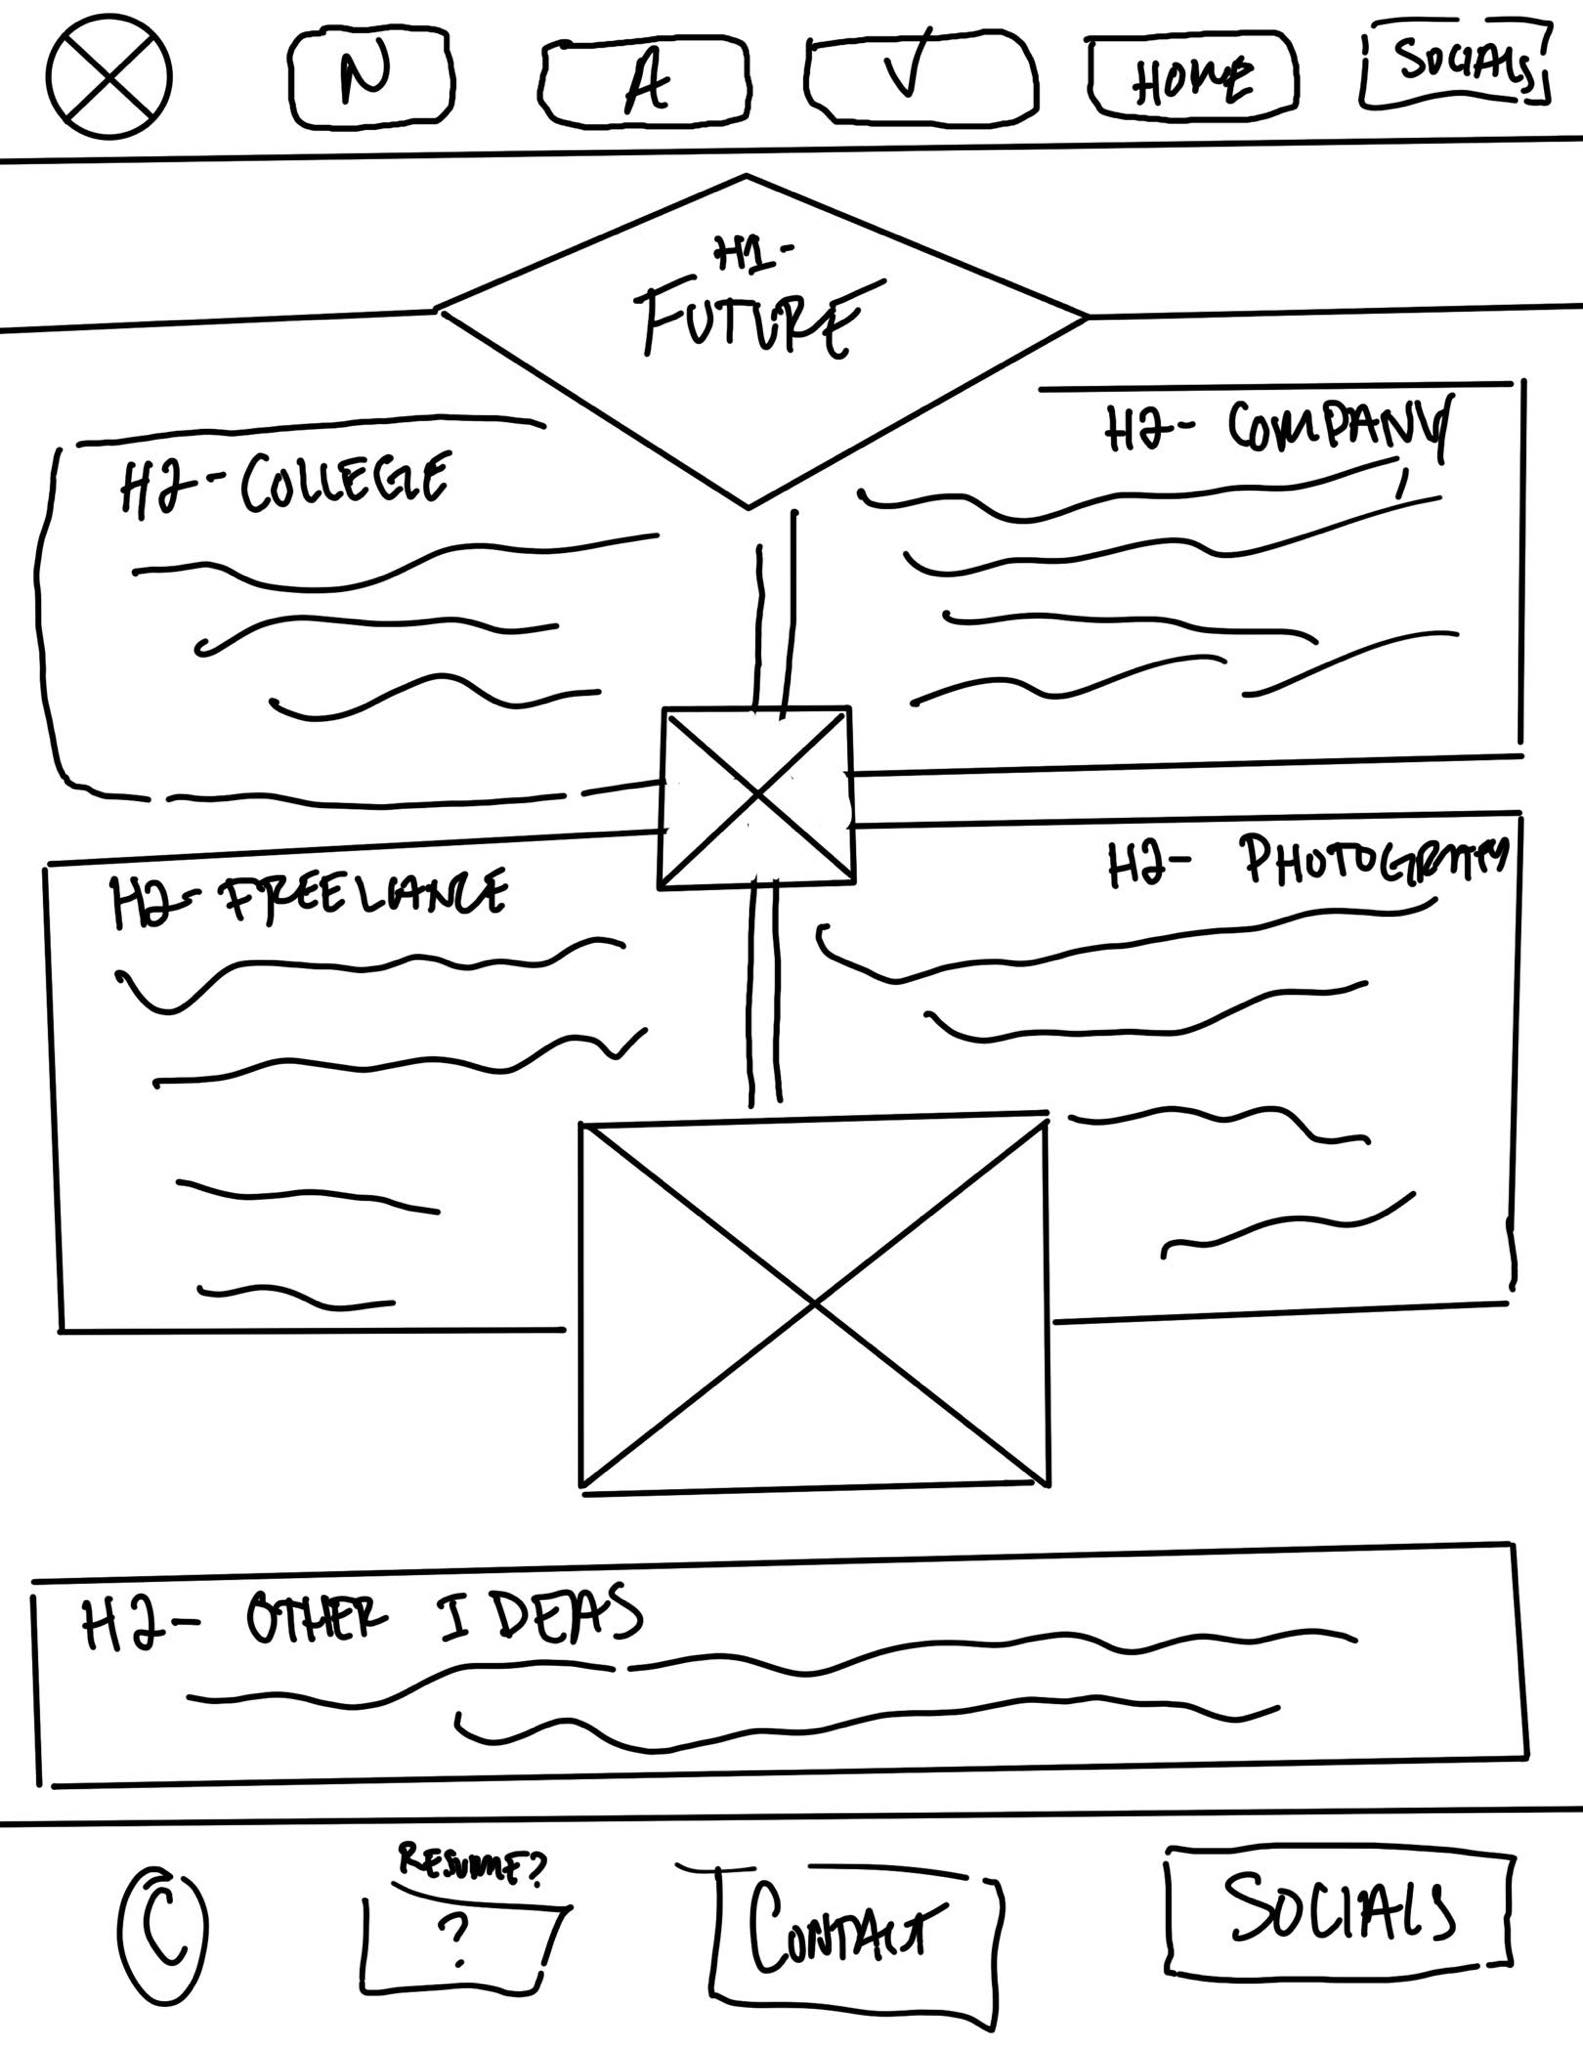 N A V HOME SOCIALS
H1-
FUTURE
H2- COLLEGE
H2- COMPANY
H2- FREELANCE
H2- PHOTOGRAPHY
H2- OTHER IDEAS
©
RESUME?
?
CONTACT
SOCIALS